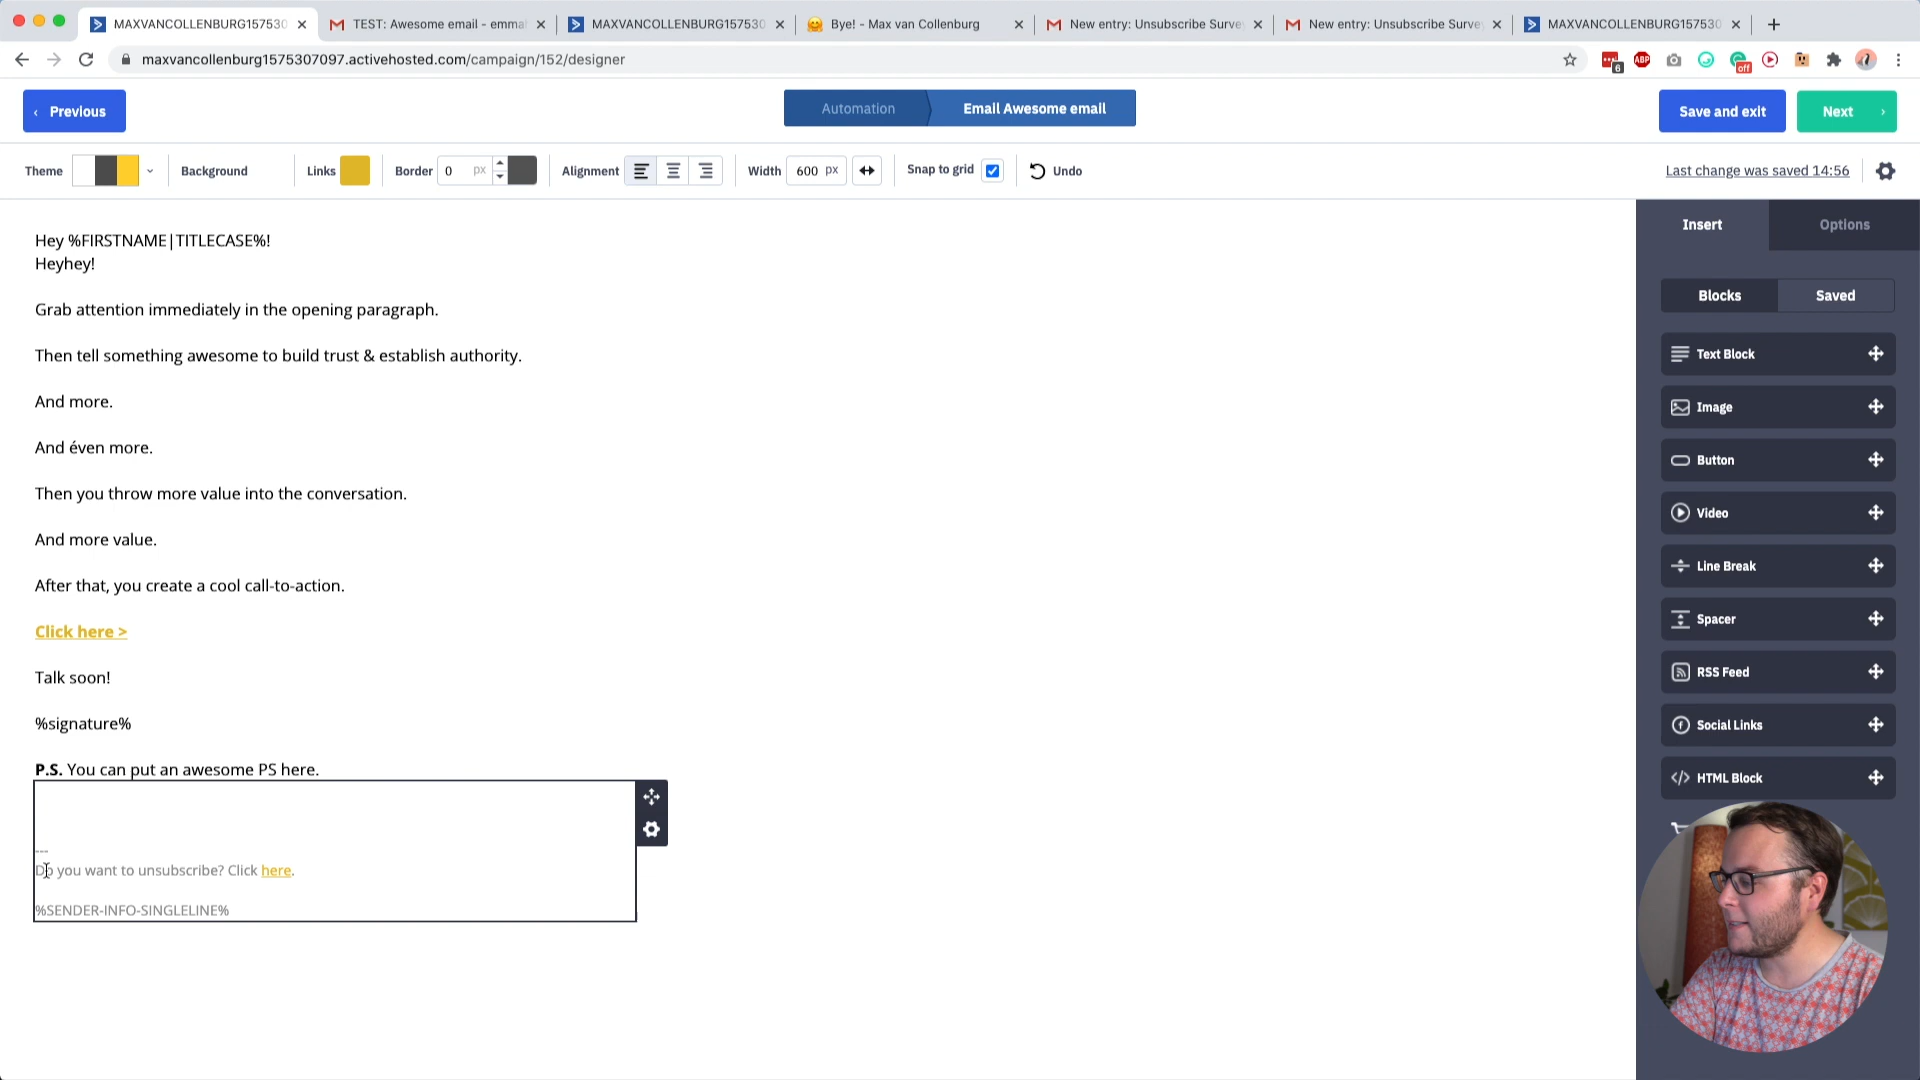 MAXVANCOLLENBURG157530
TEST: Awesome email - emma
MAXVANCOLLENBURG157530
Bye! - Max van Collenburg
New entry: Unsubscribe Surve
New entry: Unsubscribe Surve
MAXVANCOLLENBURG157530
maxvancollenburg1575307097.activehosted.com/campaign/152/designer
6
ABP
off
Previous
Automation
Email Awesome email
Save and exit
Next
Theme
Background
Links
Border 0 px
Alignment
Width 600 px
Snap to grid
Undo
Last change was saved 14:56
Hey %FIRSTNAME|TITLECASE%!
Heyhey!
Grab attention immediately in the opening paragraph.
Then tell something awesome to build trust & establish authority.
And more.
And éven more.
Then you throw more value into the conversation.
And more value.
After that, you create a cool call-to-action.
Click here >
Talk soon!
%signature%
P.S. You can put an awesome PS here.
---
Do you want to unsubscribe? Click here.
%SENDER-INFO-SINGLELINE%
Insert
Options
Blocks
Saved
Text Block
Image
Button
Video
Line Break
Spacer
RSS Feed
Social Links
HTML Block